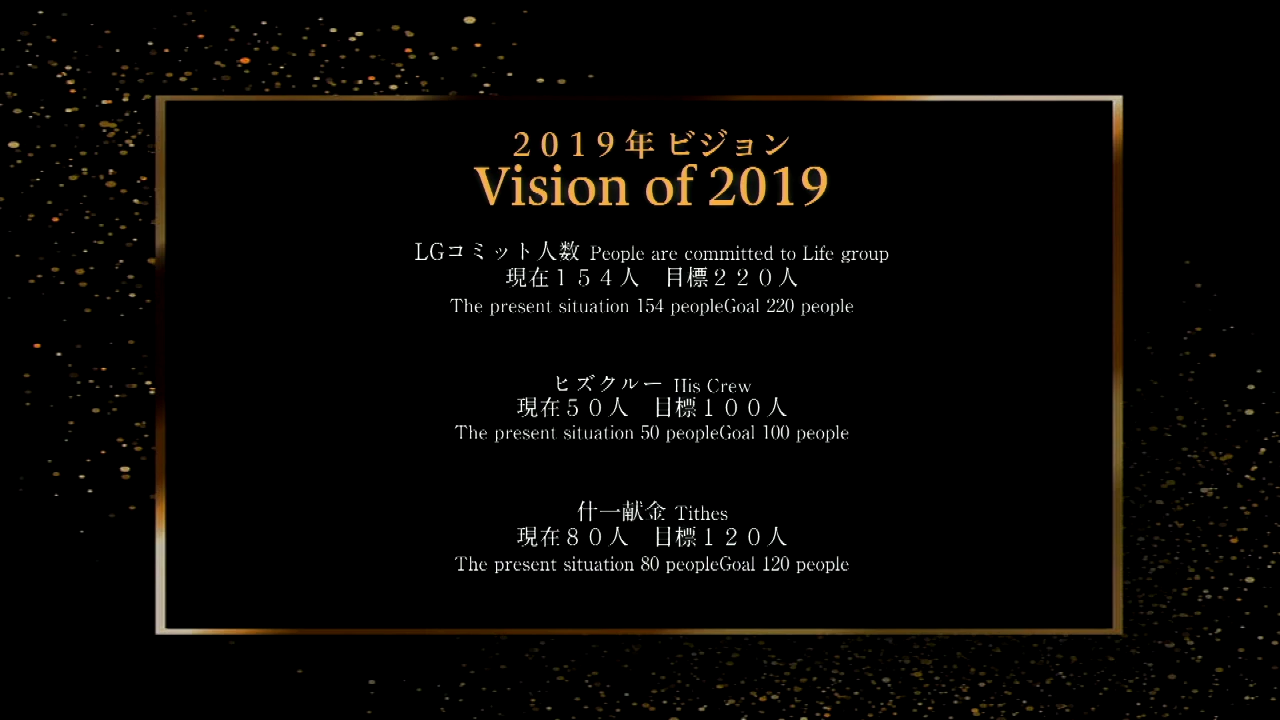 ２０１９年 ビジョン
Vision of 2019
LGコミット人数 People are committed to Life group
現在１５４人　目標２２０人
The present situation 154 peopleGoal 220 people
ヒズクルー His Crew
現在５０人　目標１００人
The present situation 50 peopleGoal 100 people
什一献金 Tithes
現在８０人　目標１２０人
The present situation 80 peopleGoal 120 people